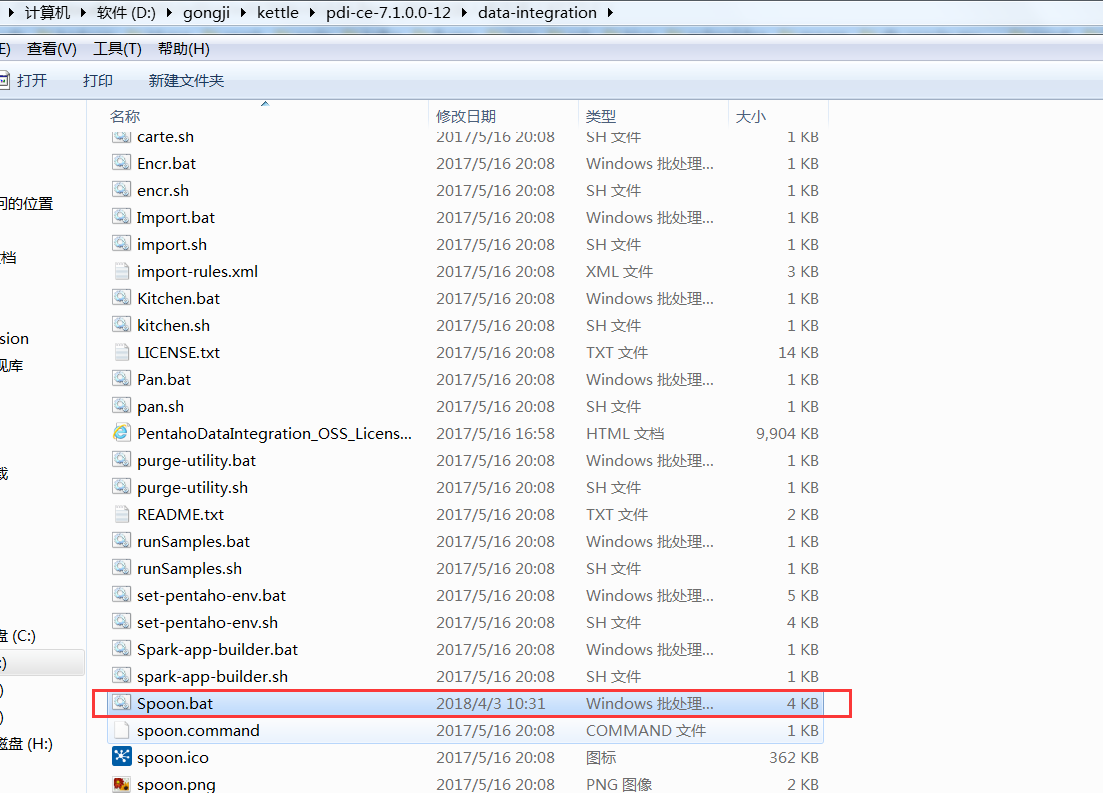 计算机 软件 (D:) gongji kettle pdi-ce-7.1.0.0-12 data-integration
E) 查看(V) 工具(T) 帮助(H)
打开 打印 新建文件夹
名称 修改日期 类型 大小
carte.sh 2017/5/16 20:08 SH 文件 1 KB
Encr.bat 2017/5/16 20:08 Windows 批处理... 1 KB
encr.sh 2017/5/16 20:08 SH 文件 1 KB
问的位置
Import.bat 2017/5/16 20:08 Windows 批处理... 1 KB
import.sh 2017/5/16 20:08 SH 文件 1 KB
档
import-rules.xml 2017/5/16 20:08 XML 文件 3 KB
Kitchen.bat 2017/5/16 20:08 Windows 批处理... 1 KB
kitchen.sh 2017/5/16 20:08 SH 文件 1 KB
sion
LICENSE.txt 2017/5/16 20:08 TXT 文件 14 KB
视库
Pan.bat 2017/5/16 20:08 Windows 批处理... 1 KB
pan.sh 2017/5/16 20:08 SH 文件 1 KB
PentahoDataIntegration_OSS_Licens... 2017/5/16 16:58 HTML 文档 9,904 KB
purge-utility.bat 2017/5/16 20:08 Windows 批处理... 1 KB
载
purge-utility.sh 2017/5/16 20:08 SH 文件 1 KB
README.txt 2017/5/16 20:08 TXT 文件 2 KB
runSamples.bat 2017/5/16 20:08 Windows 批处理... 1 KB
runSamples.sh 2017/5/16 20:08 SH 文件 1 KB
set-pentaho-env.bat 2017/5/16 20:08 Windows 批处理... 5 KB
set-pentaho-env.sh 2017/5/16 20:08 SH 文件 4 KB
盘 (C:)
Spark-app-builder.bat 2017/5/16 20:08 Windows 批处理... 1 KB
:)
spark-app-builder.sh 2017/5/16 20:08 SH 文件 1 KB
)
Spoon.bat 2018/4/3 10:31 Windows 批处理... 4 KB
)
spoon.command 2017/5/16 20:08 COMMAND 文件 1 KB
磁盘 (H:)
spoon.ico 2017/5/16 20:08 图标 362 KB
spoon.png 2017/5/16 20:08 PNG 图像 2 KB